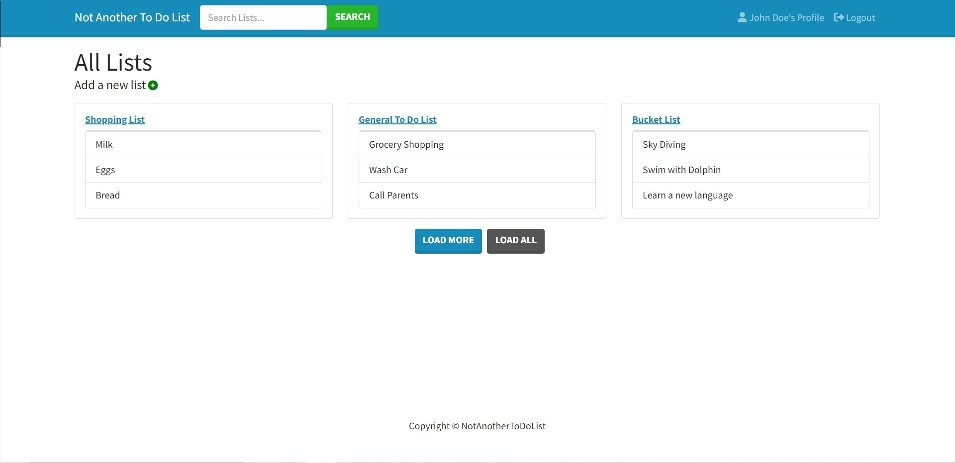 Not Another To Do List Search Lists... SEARCH John Doe's Profile Logout
All Lists
Add a new list
Shopping List
Milk
Eggs
Bread
General To Do List
Grocery Shopping
Wash Car
Call Parents
Bucket List
Sky Diving
Swim with Dolphin
Learn a new language
LOAD MORE LOAD ALL
Copyright © NotAnotherToDoList